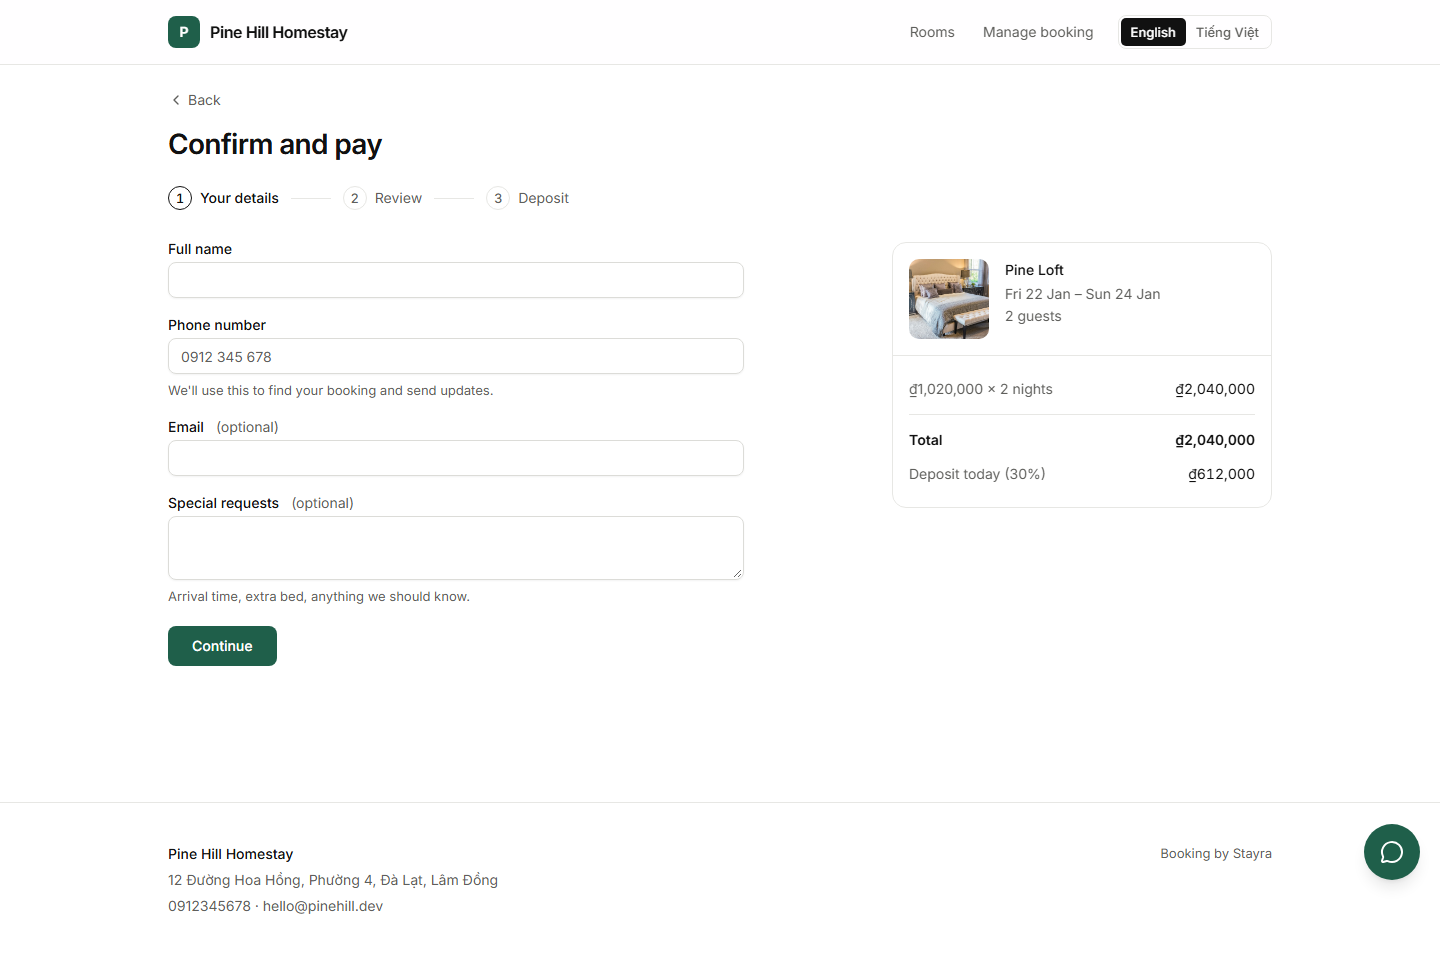 P Pine Hill Homestay
Rooms
Manage booking
English
Tiếng Việt
Back
Confirm and pay
1 Your details
2 Review
3 Deposit
Full name
Phone number
0912 345 678
We'll use this to find your booking and send updates.
Email (optional)
Special requests (optional)
Arrival time, extra bed, anything we should know.
Continue
Pine Loft
Fri 22 Jan – Sun 24 Jan
2 guests
₫1,020,000 × 2 nights ₫2,040,000
Total ₫2,040,000
Deposit today (30%) ₫612,000
Pine Hill Homestay
12 Đường Hoa Hồng, Phường 4, Đà Lạt, Lâm Đồng
0912345678 · hello@pinehill.dev
Booking by Stayra